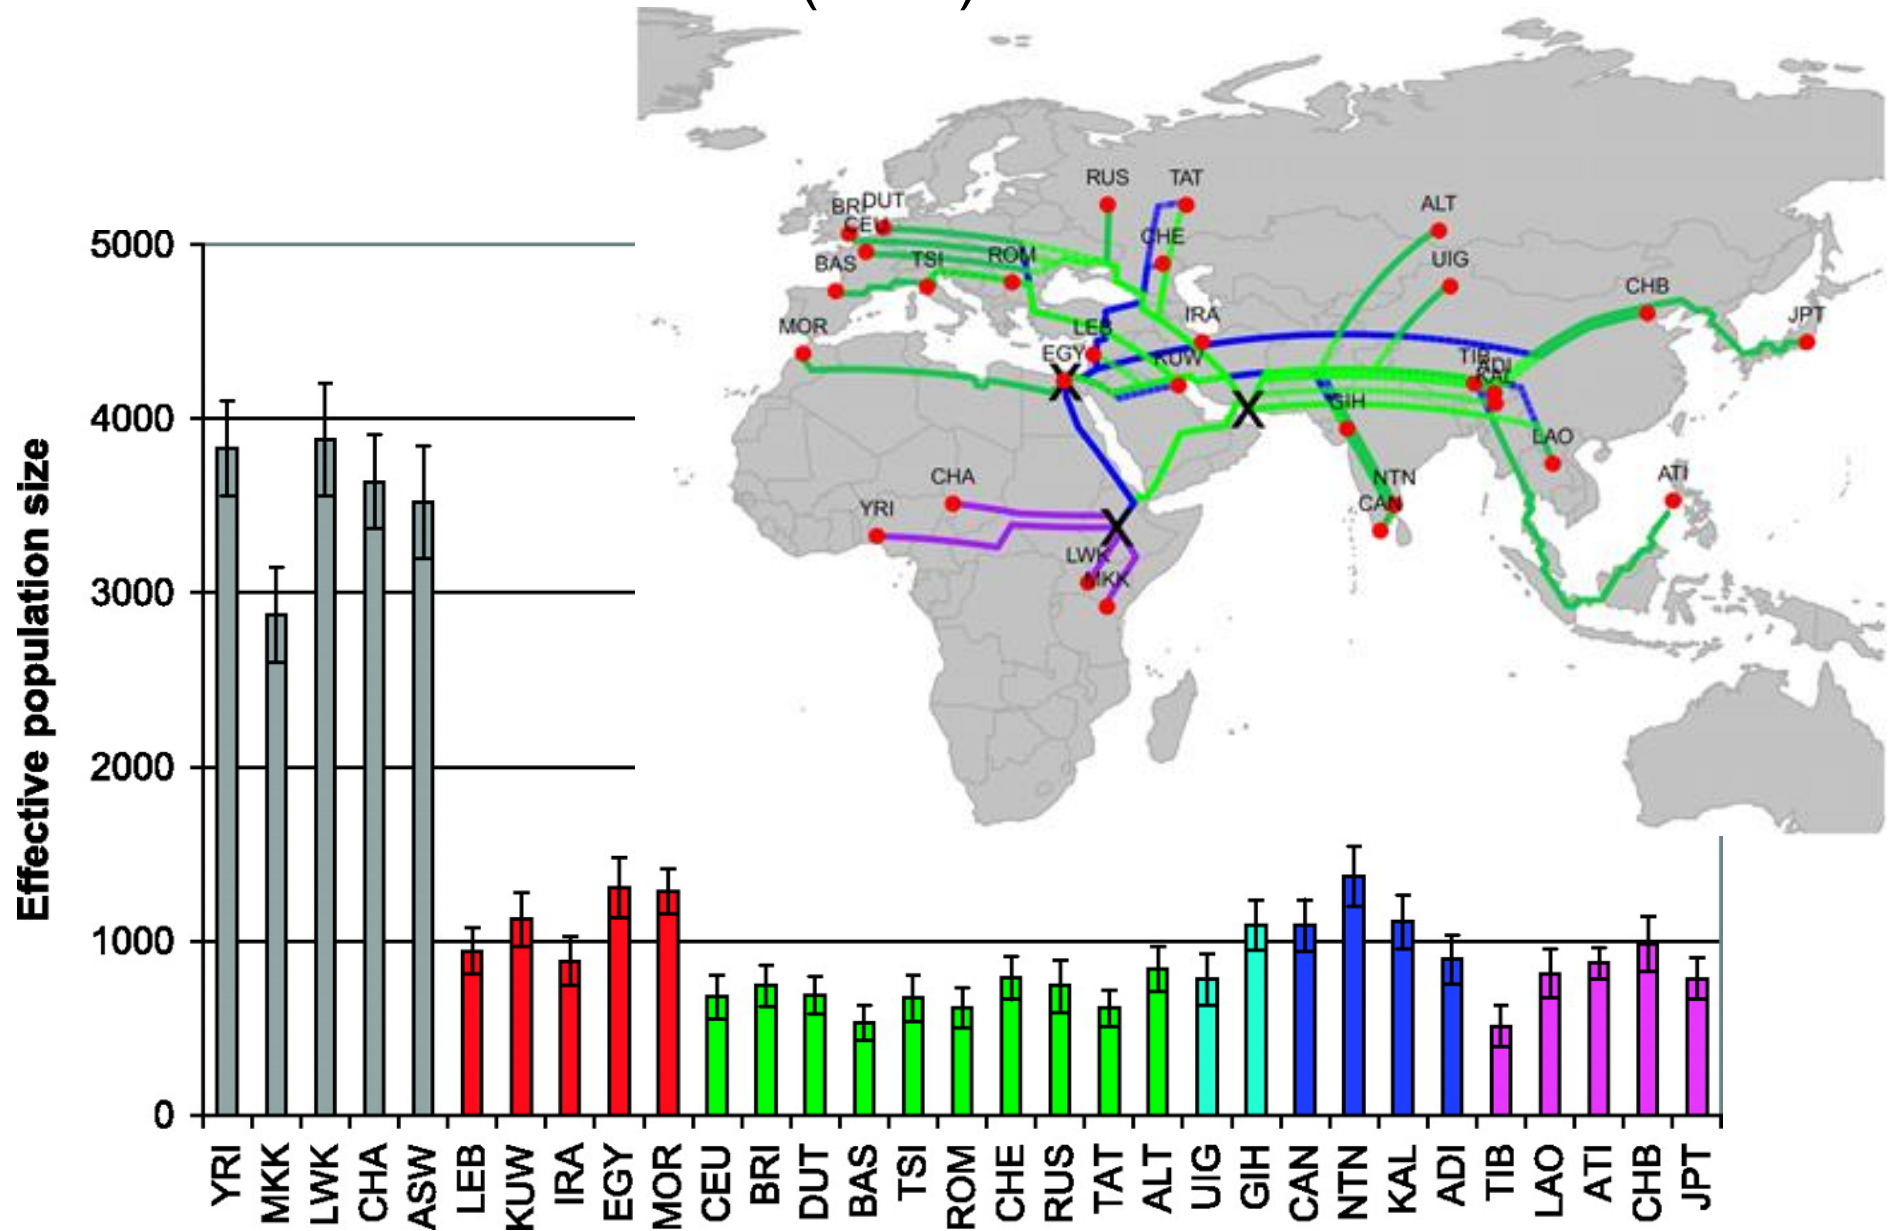 RUS TAT
ALT
BRI DUT
CEU
CHE
BAS TSI ROM
UIG
CHB
MOR
LEB IRA
JPT
EGY KUW
TIB
ADI
KAL
GIH
LAO
CHA
NTN
ATI
YRI
CAN
LWK
MKK
Effective population size
5000
4000
3000
2000
1000
0
YRI MKK LWK CHA ASW LEB KUW IRA EGY MOR CEU BRI DUT BAS TSI ROM CHE RUS TAT ALT UIG GIH CAN NTN KAL ADI TIB LAO ATI CHB JPT